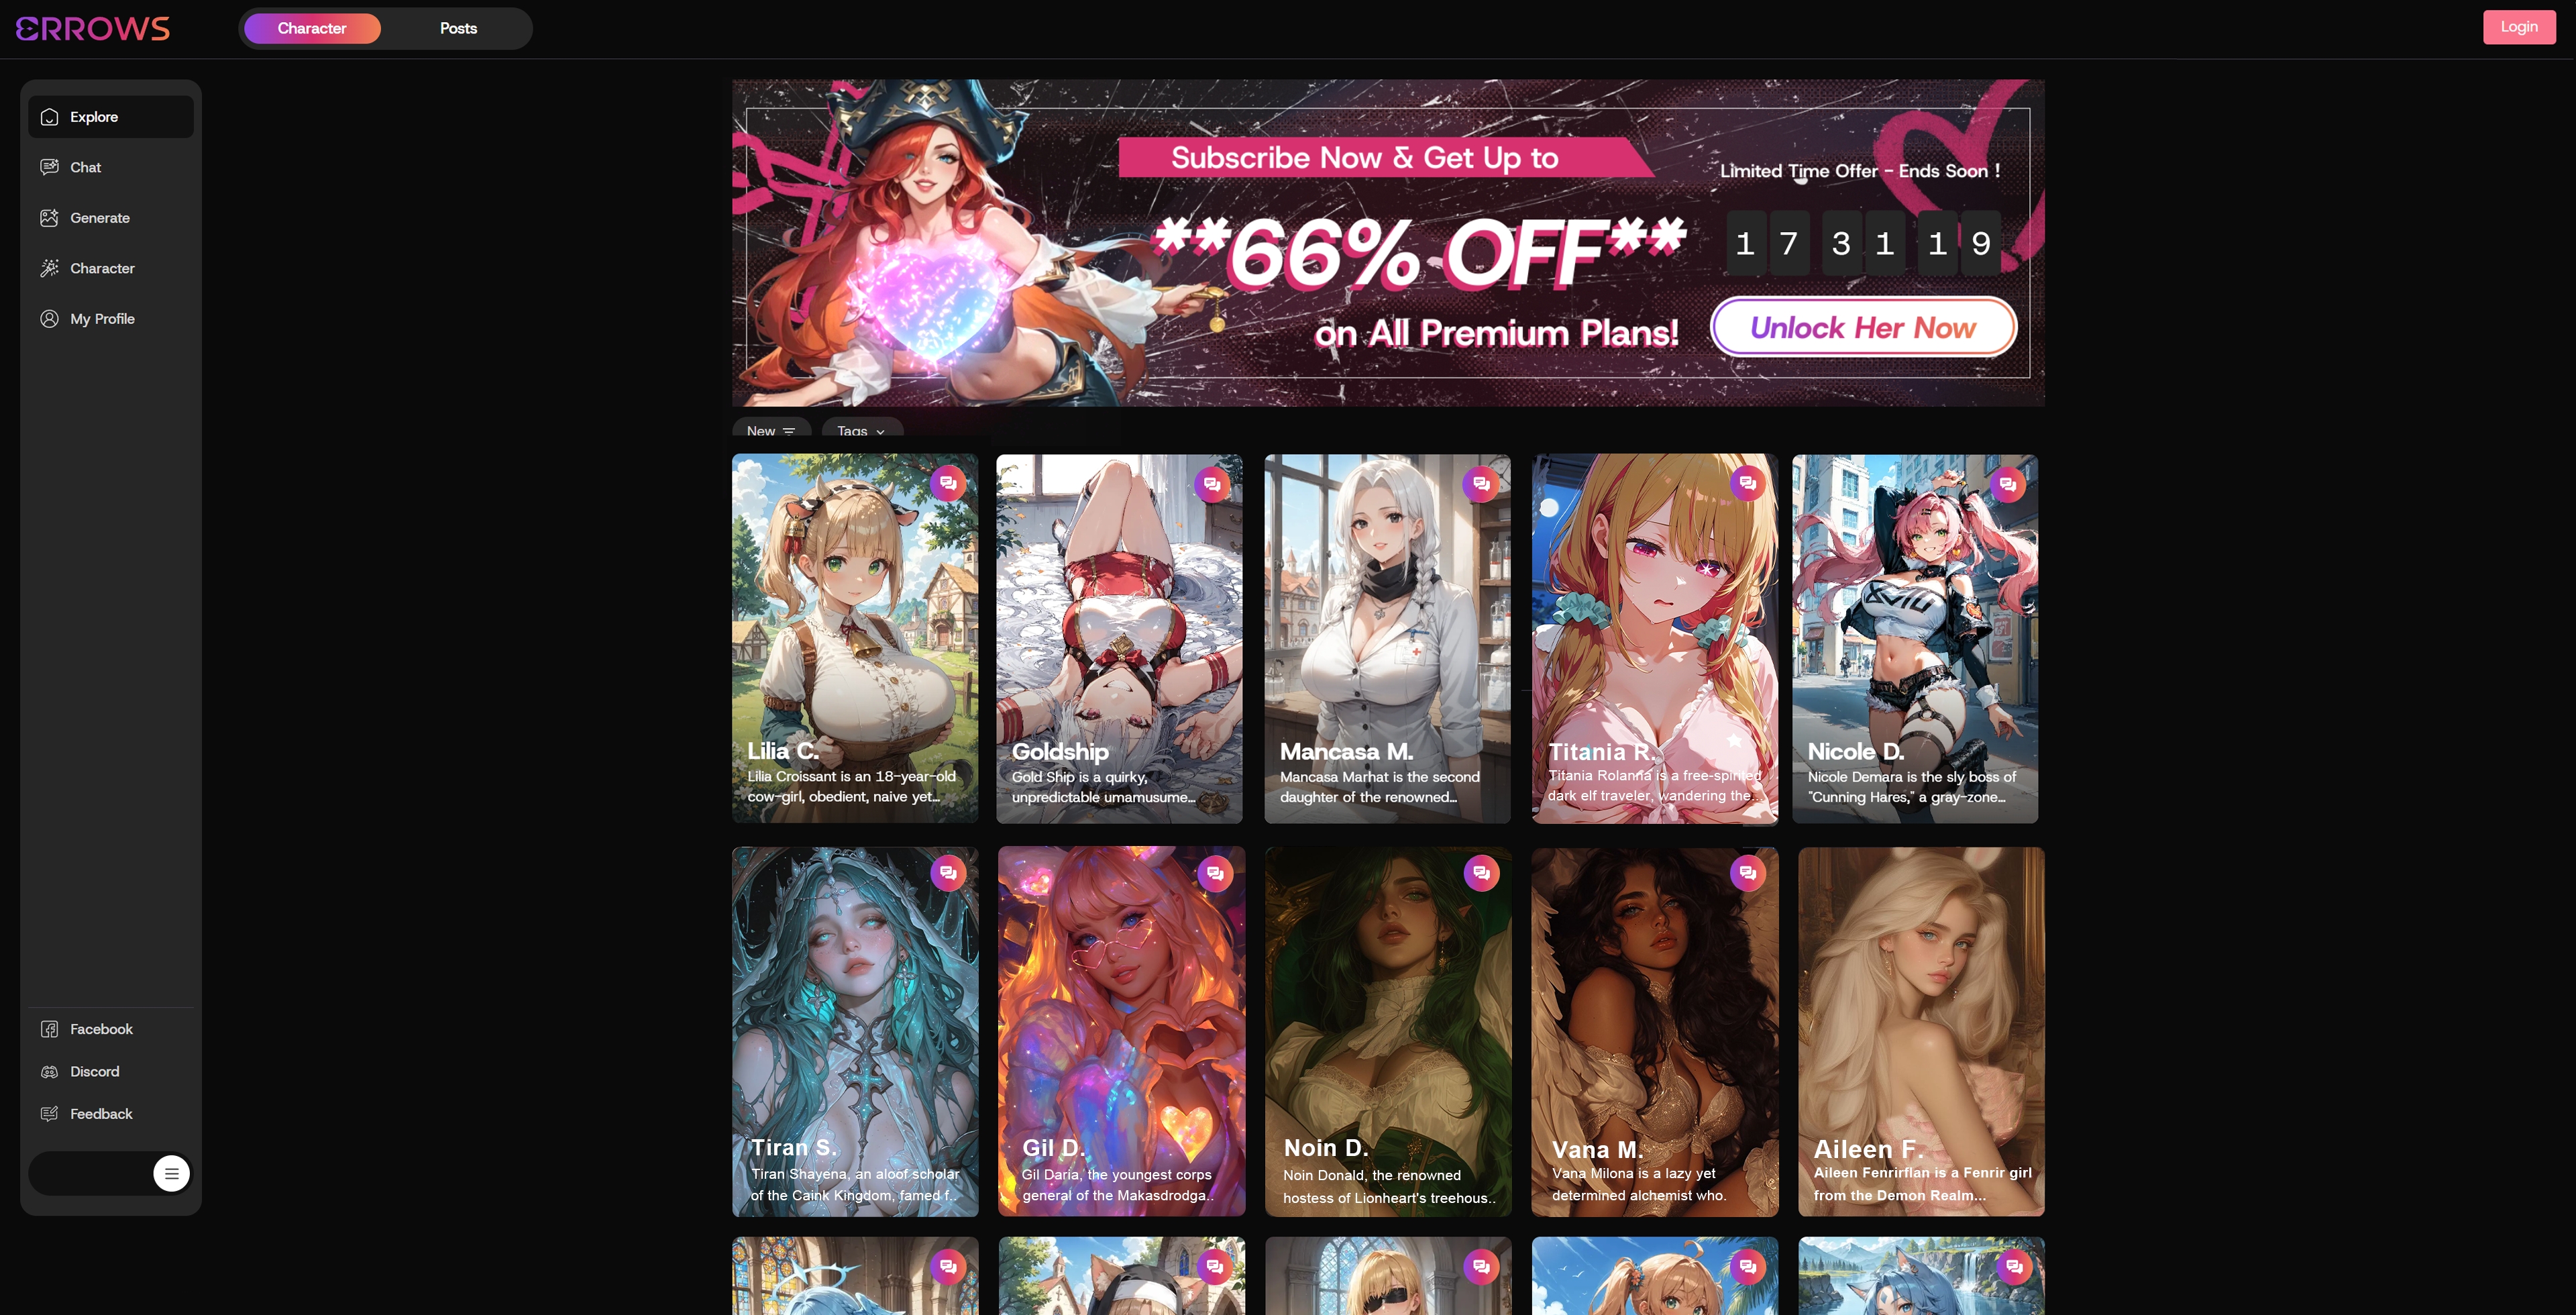 ERROWS
Character
Posts
Login
Explore
Chat
Generate
Character
My Profile
Facebook
Discord
Feedback
Subscribe Now & Get Up to
**66% OFF**
on All Premium Plans!
Limited Time Offer - Ends Soon !
1 7 3 1 1 9
Unlock Her Now
New
Tags
Lilia C.
Lilia Croissant is an 18-year-old
cow-girl, obedient, naive yet...
Goldship
Gold Ship is a quirky,
unpredictable umamusume...
Mancasa M.
Mancasa Marhat is the second
daughter of the renowned...
Titania R.
Titania Rolanna is a free-spirited
dark elf traveler, wandering the...
Nicole D.
Nicole Demara is the sly boss of
"Cunning Hares," a gray-zone...
Tiran S.
Tiran Shayena, an aloof scholar
of the Caink Kingdom, famed f..
Gil D.
Gil Daria, the youngest corps
general of the Makasdrodga..
Noin D.
Noin Donald, the renowned
hostess of Lionheart's treehous..
Vana M.
Vana Milona is a lazy yet
determined alchemist who.
Aileen F.
Aileen Fenrirflan is a Fenrir girl
from the Demon Realm...